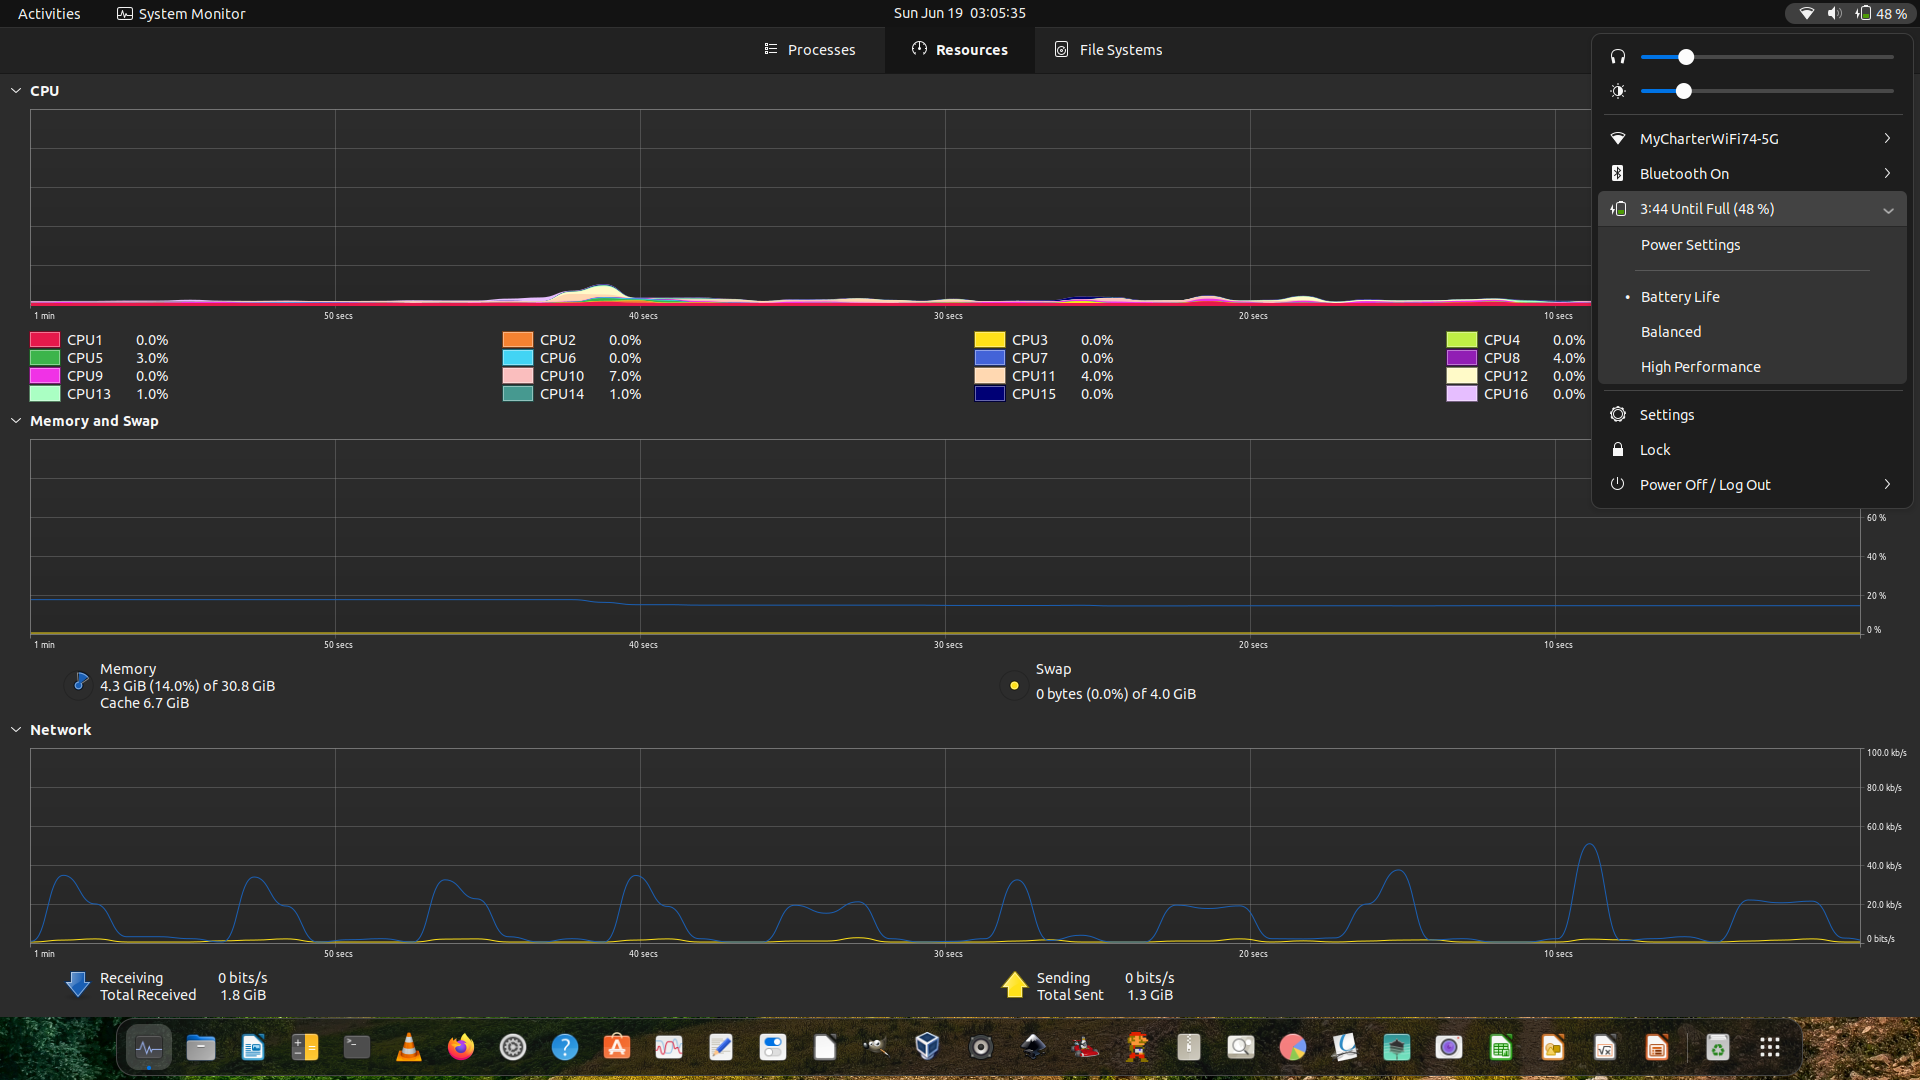 Activities System Monitor Sun Jun 19 03:05:35 48 %
Processes Resources File Systems
CPU
1 min 50 secs 40 secs 30 secs 20 secs 10 secs
CPU1 0.0% CPU2 0.0% CPU3 0.0% CPU4 0.0%
CPU5 3.0% CPU6 0.0% CPU7 0.0% CPU8 4.0%
CPU9 0.0% CPU10 7.0% CPU11 4.0% CPU12 0.0%
CPU13 1.0% CPU14 1.0% CPU15 0.0% CPU16 0.0%
MyCharterWiFi74-5G
Bluetooth On
3:44 Until Full (48 %)
Power Settings
• Battery Life
Balanced
High Performance
Settings
Lock
Power Off / Log Out
Memory and Swap
60 %
40 %
20 %
0 %
1 min 50 secs 40 secs 30 secs 20 secs 10 secs
Memory
4.3 GiB (14.0%) of 30.8 GiB
Cache 6.7 GiB
Swap
0 bytes (0.0%) of 4.0 GiB
Network
100.0 kb/s
80.0 kb/s
60.0 kb/s
40.0 kb/s
20.0 kb/s
0 bits/s
1 min 50 secs 40 secs 30 secs 20 secs 10 secs
Receiving 0 bits/s
Total Received 1.8 GiB
Sending 0 bits/s
Total Sent 1.3 GiB